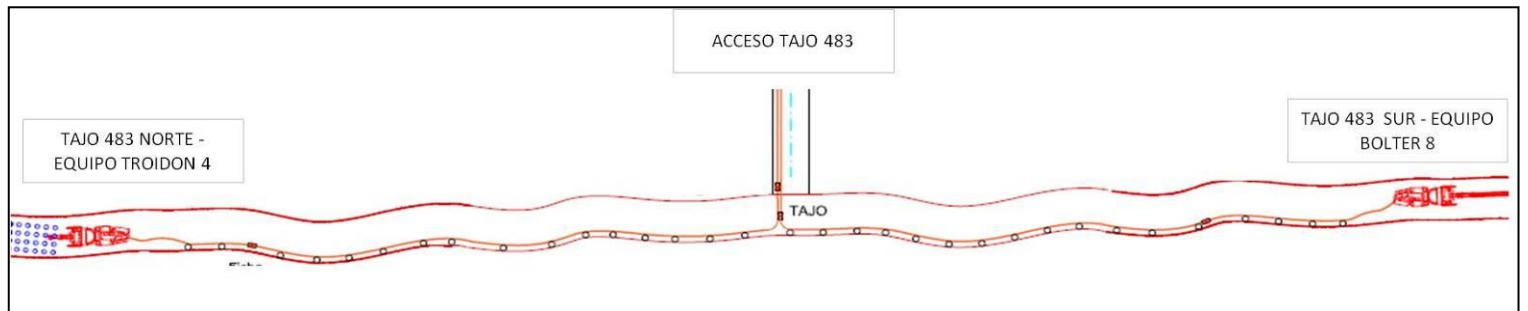 ACCESO TAJO 483
TAJO 483 NORTE -
EQUIPO TROIDON 4
TAJO 483 SUR - EQUIPO
BOLTER 8
TAJO